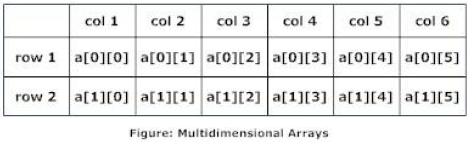 col 1 col 2 col 3 col 4 col 5 col 6
row 1 a[0][0] a[0][1] a[0][2] a[0][3] a[0][4] a[0][5]
row 2 a[1][0] a[1][1] a[1][2] a[1][3] a[1][4] a[1][5]
Figure: Multidimensional Arrays